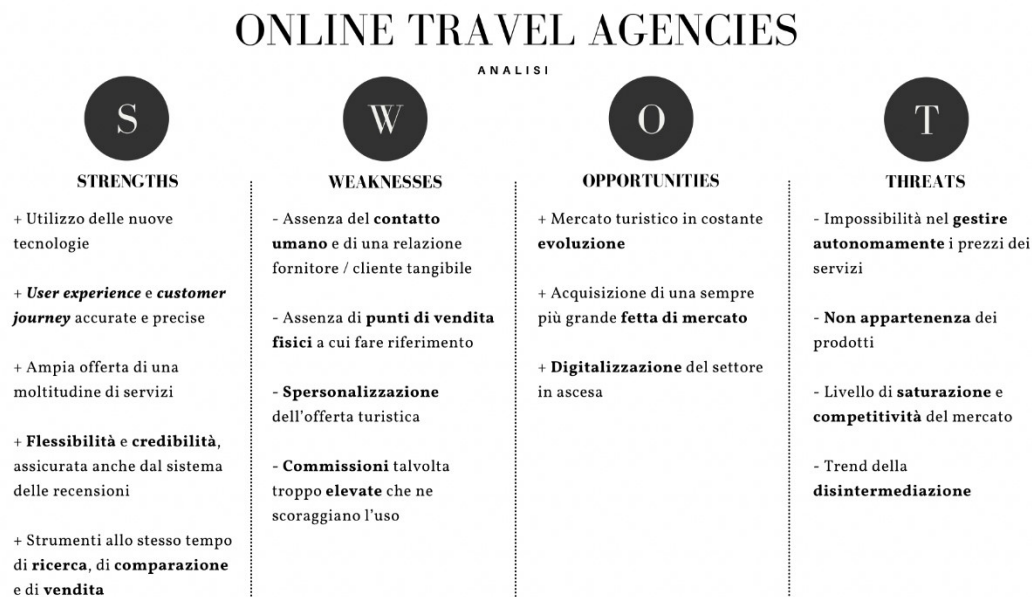 ONLINE TRAVEL AGENCIES
ANALISI
S
STRENGTHS
+ Utilizzo delle nuove
tecnologie
+ User experience e customer
journey accurate e precise
+ Ampia offerta di una
moltitudine di servizi
+ Flessibilità e credibilità,
assicurata anche dal sistema
delle recensioni
+ Strumenti allo stesso tempo
di ricerca, di comparazione
e di vendita
W
WEAKNESSES
- Assenza del contatto
umano e di una relazione
fornitore / cliente tangibile
- Assenza di punti di vendita
fisici a cui fare riferimento
- Spersonalizzazione
dell'offerta turistica
- Commissioni talvolta
troppo elevate che ne
scoraggiano l'uso
O
OPPORTUNITIES
+ Mercato turistico in costante
evoluzione
+ Acquisizione di una sempre
più grande fetta di mercato
+ Digitalizzazione del settore
in ascesa
T
THREATS
- Impossibilità nel gestire
autonomamente i prezzi dei
servizi
- Non appartenenza dei
prodotti
- Livello di saturazione e
competitività del mercato
- Trend della
disintermediazione